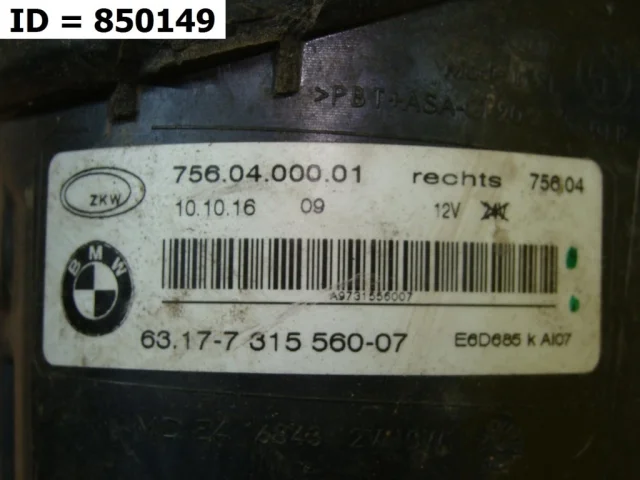 ID = 850149
>PBT+ASA-
756.04.000.01 rechts 756.04
ZKW
10.10.16 09 12V 24V
BMW
A9731556007
63.17-7 315 560-07 E6D685 k AI07